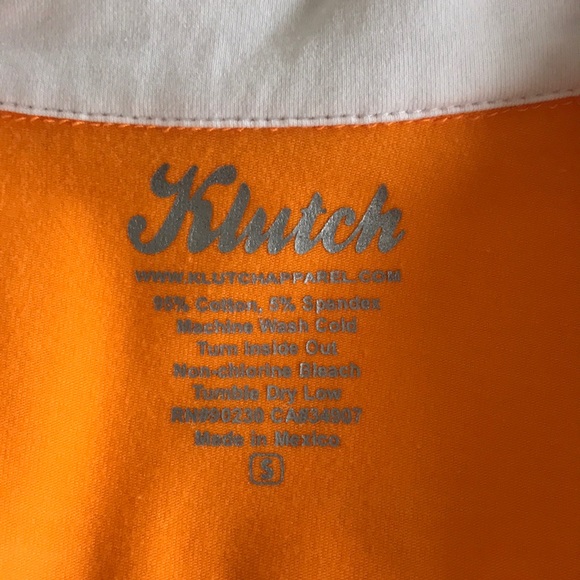 Klutch
WWW.KLUTCHAPPAREL.COM
95% Cotton, 5% Spandex
Machine Wash Cold
Turn Inside Out
Non-chlorine Bleach
Tumble Dry Low
Made in Mexico
S